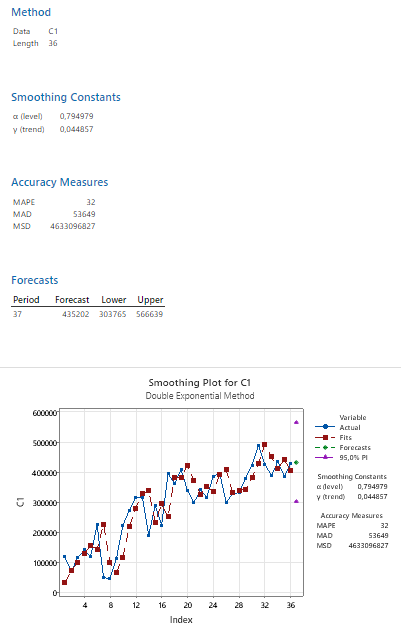 Method
Data C1
Length 36
Smoothing Constants
α (level) 0,794979
γ (trend) 0,044857
Accuracy Measures
MAPE 32
MAD 53649
MSD 4633096827
Forecasts
Period Forecast Lower Upper
37 435202 303765 566639
Smoothing Plot for C1
Double Exponential Method
600000
500000
400000
300000
200000
100000
0
C1
4 8 12 16 20 24 28 32 36
Index
Variable
Actual
Fits
Forecasts
95,0% PI
Smoothing Constants
α (level) 0,794979
γ (trend) 0,044857
Accuracy Measures
MAPE 32
MAD 53649
MSD 4633096827